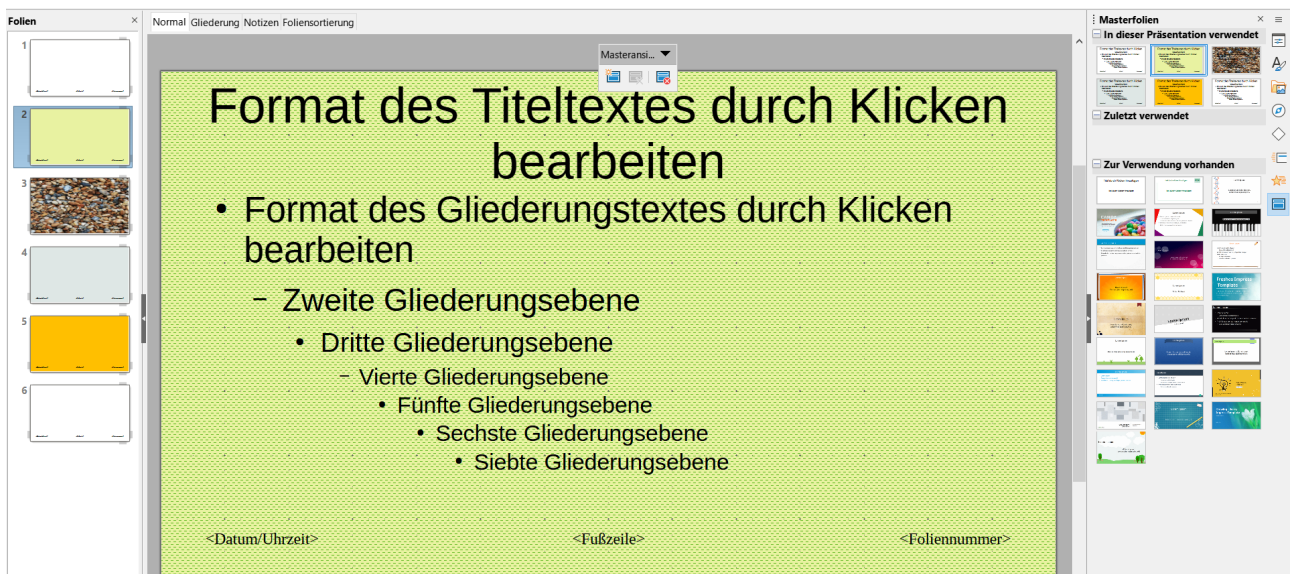 Folien
1
2
3
4
5
6
Normal Gliederung Notizen Foliensortierung
Masteransi...
Format des Titeltextes durch Klicken
bearbeiten
• Format des Gliederungstextes durch Klicken
bearbeiten
– Zweite Gliederungsebene
• Dritte Gliederungsebene
– Vierte Gliederungsebene
• Fünfte Gliederungsebene
• Sechste Gliederungsebene
• Siebte Gliederungsebene
<Datum/Uhrzeit> <Fußzeile> <Foliennummer>
Masterfolien
In dieser Präsentation verwendet
Zuletzt verwendet
Zur Verwendung vorhanden